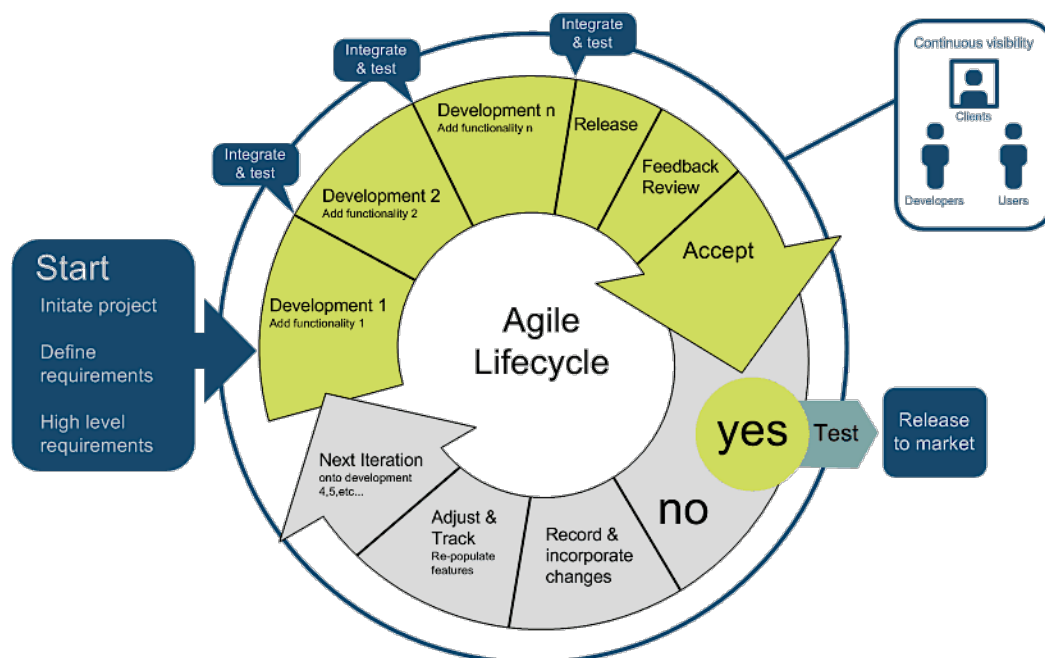 Start
Initate project
Define
requirements
High level
requirements
Development 1
Add functionality 1
Integrate
& test
Development 2
Add functionality 2
Integrate
& test
Development n
Add functionality n
Integrate
& test
Release
Feedback
Review
Accept
Continuous visibility
Clients
Developers
Users
Agile
Lifecycle
yes
Test
Release
to market
no
Record &
incorporate
changes
Adjust &
Track
Re-populate
features
Next Iteration
onto development
4,5,etc...